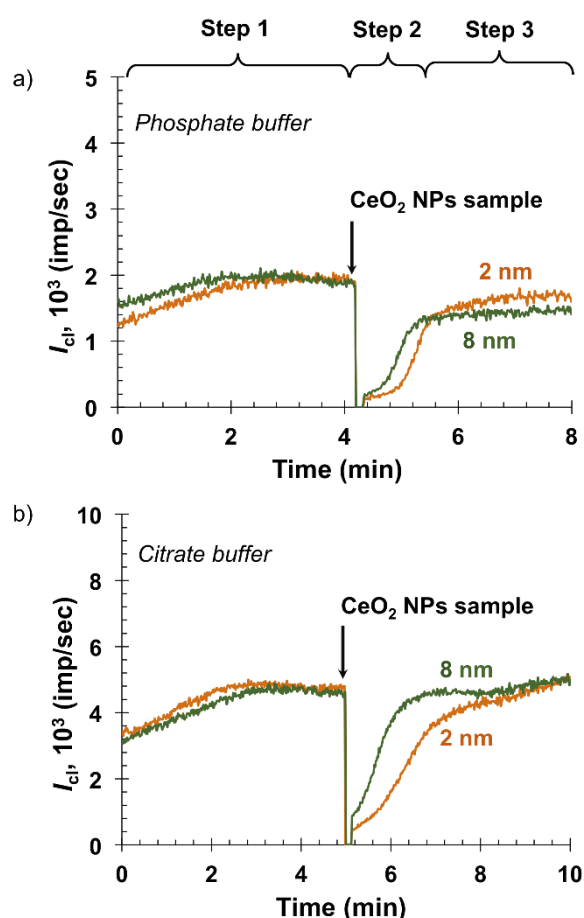 Step 1 Step 2 Step 3
a)
5
Phosphate buffer
4
CeO₂ NPs sample
3
2 nm
2
8 nm
1
0
I_cl, 10³ (imp/sec)
0 2 4 6 8
Time (min)
b)
10
Citrate buffer
8
CeO₂ NPs sample
6
8 nm
4
2 nm
2
0
I_cl, 10³ (imp/sec)
0 2 4 6 8 10
Time (min)